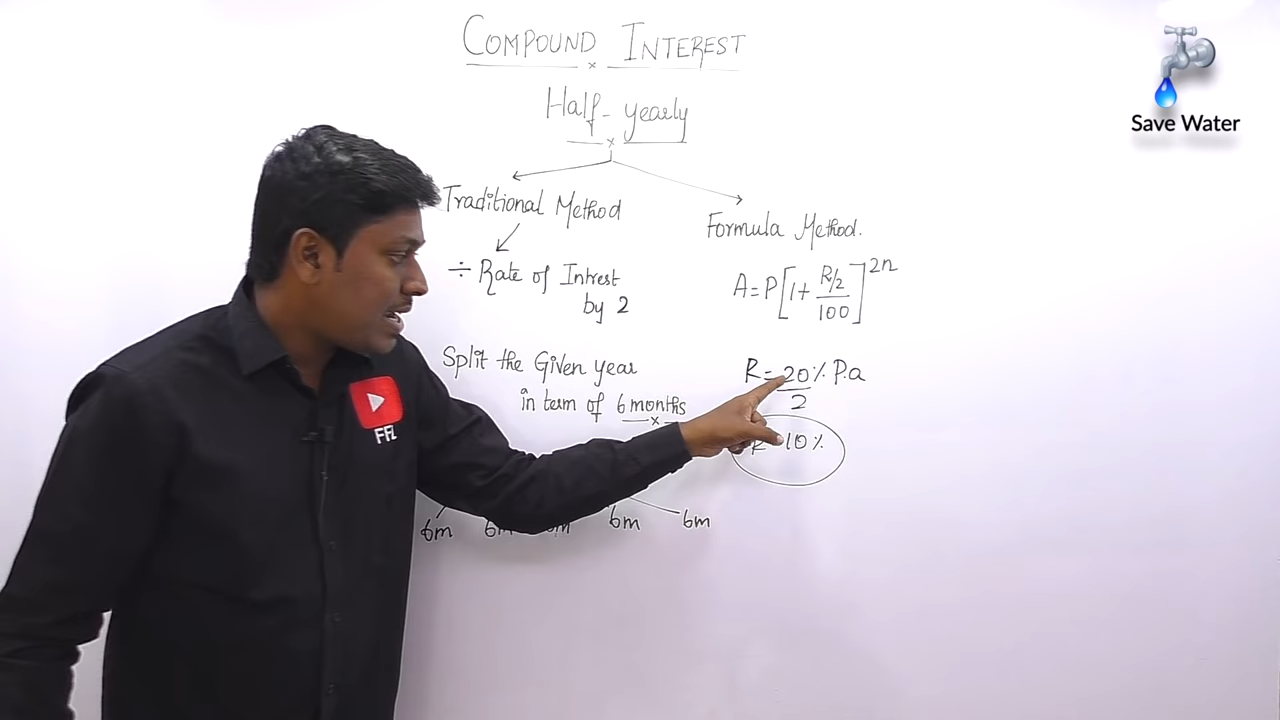 COMPOUND INTEREST
Half-yearly
Traditional Method
÷ Rate of Intrest
by 2
Split the Given year
in term of 6 months
6m 6m 6m 6m
Formula Method.
A=P[1+ R/2 / 100]^2n
R=20% P.a
2
10%
FFL
Save Water